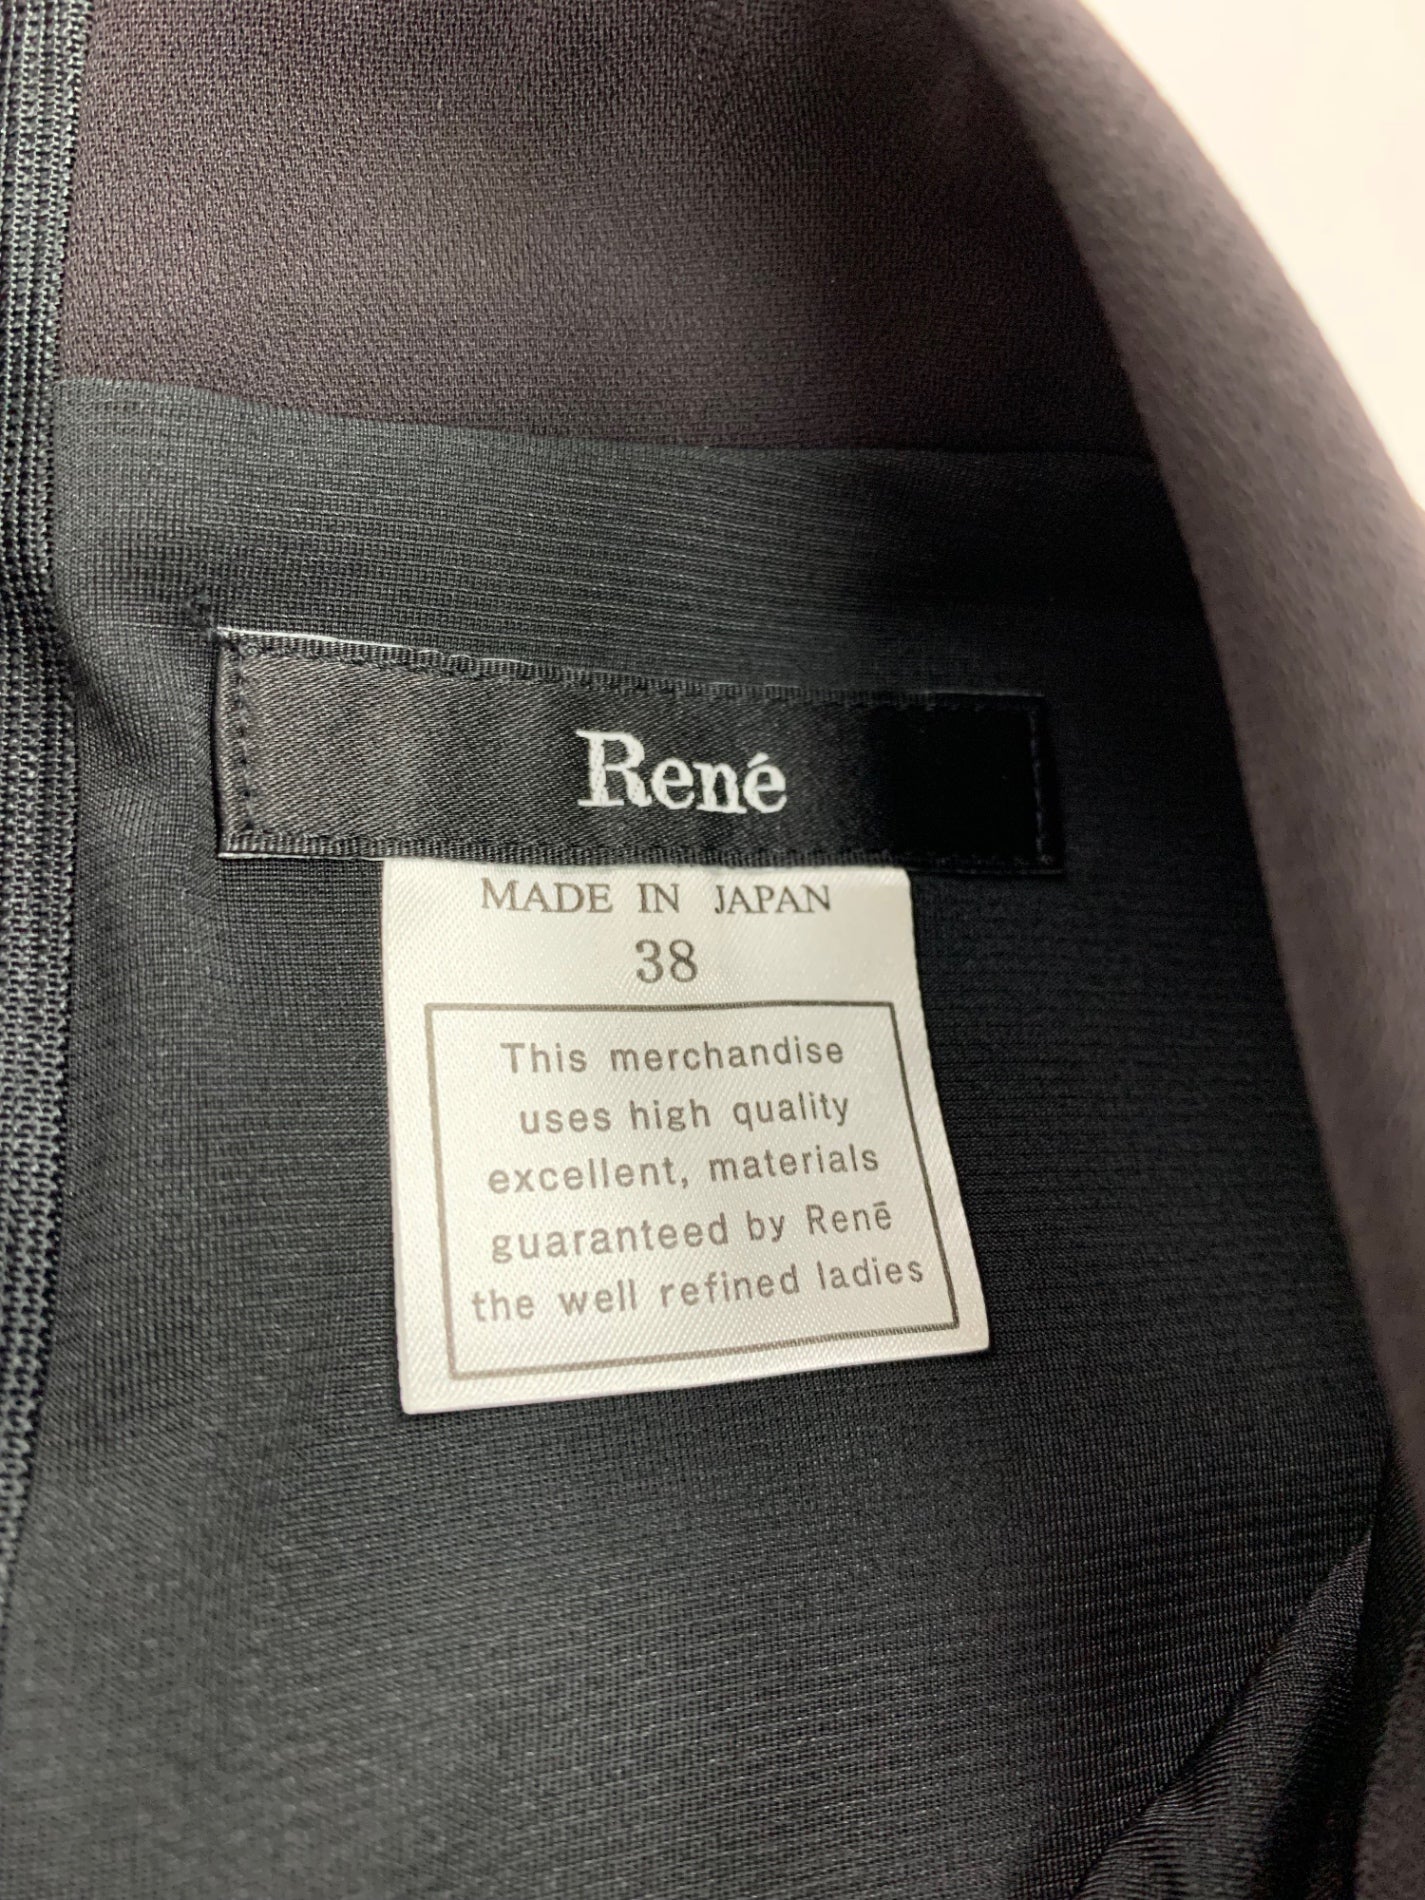 René
MADE IN JAPAN
38
This merchandise
uses high quality
excellent, materials
guaranteed by Renē
the well refined ladies